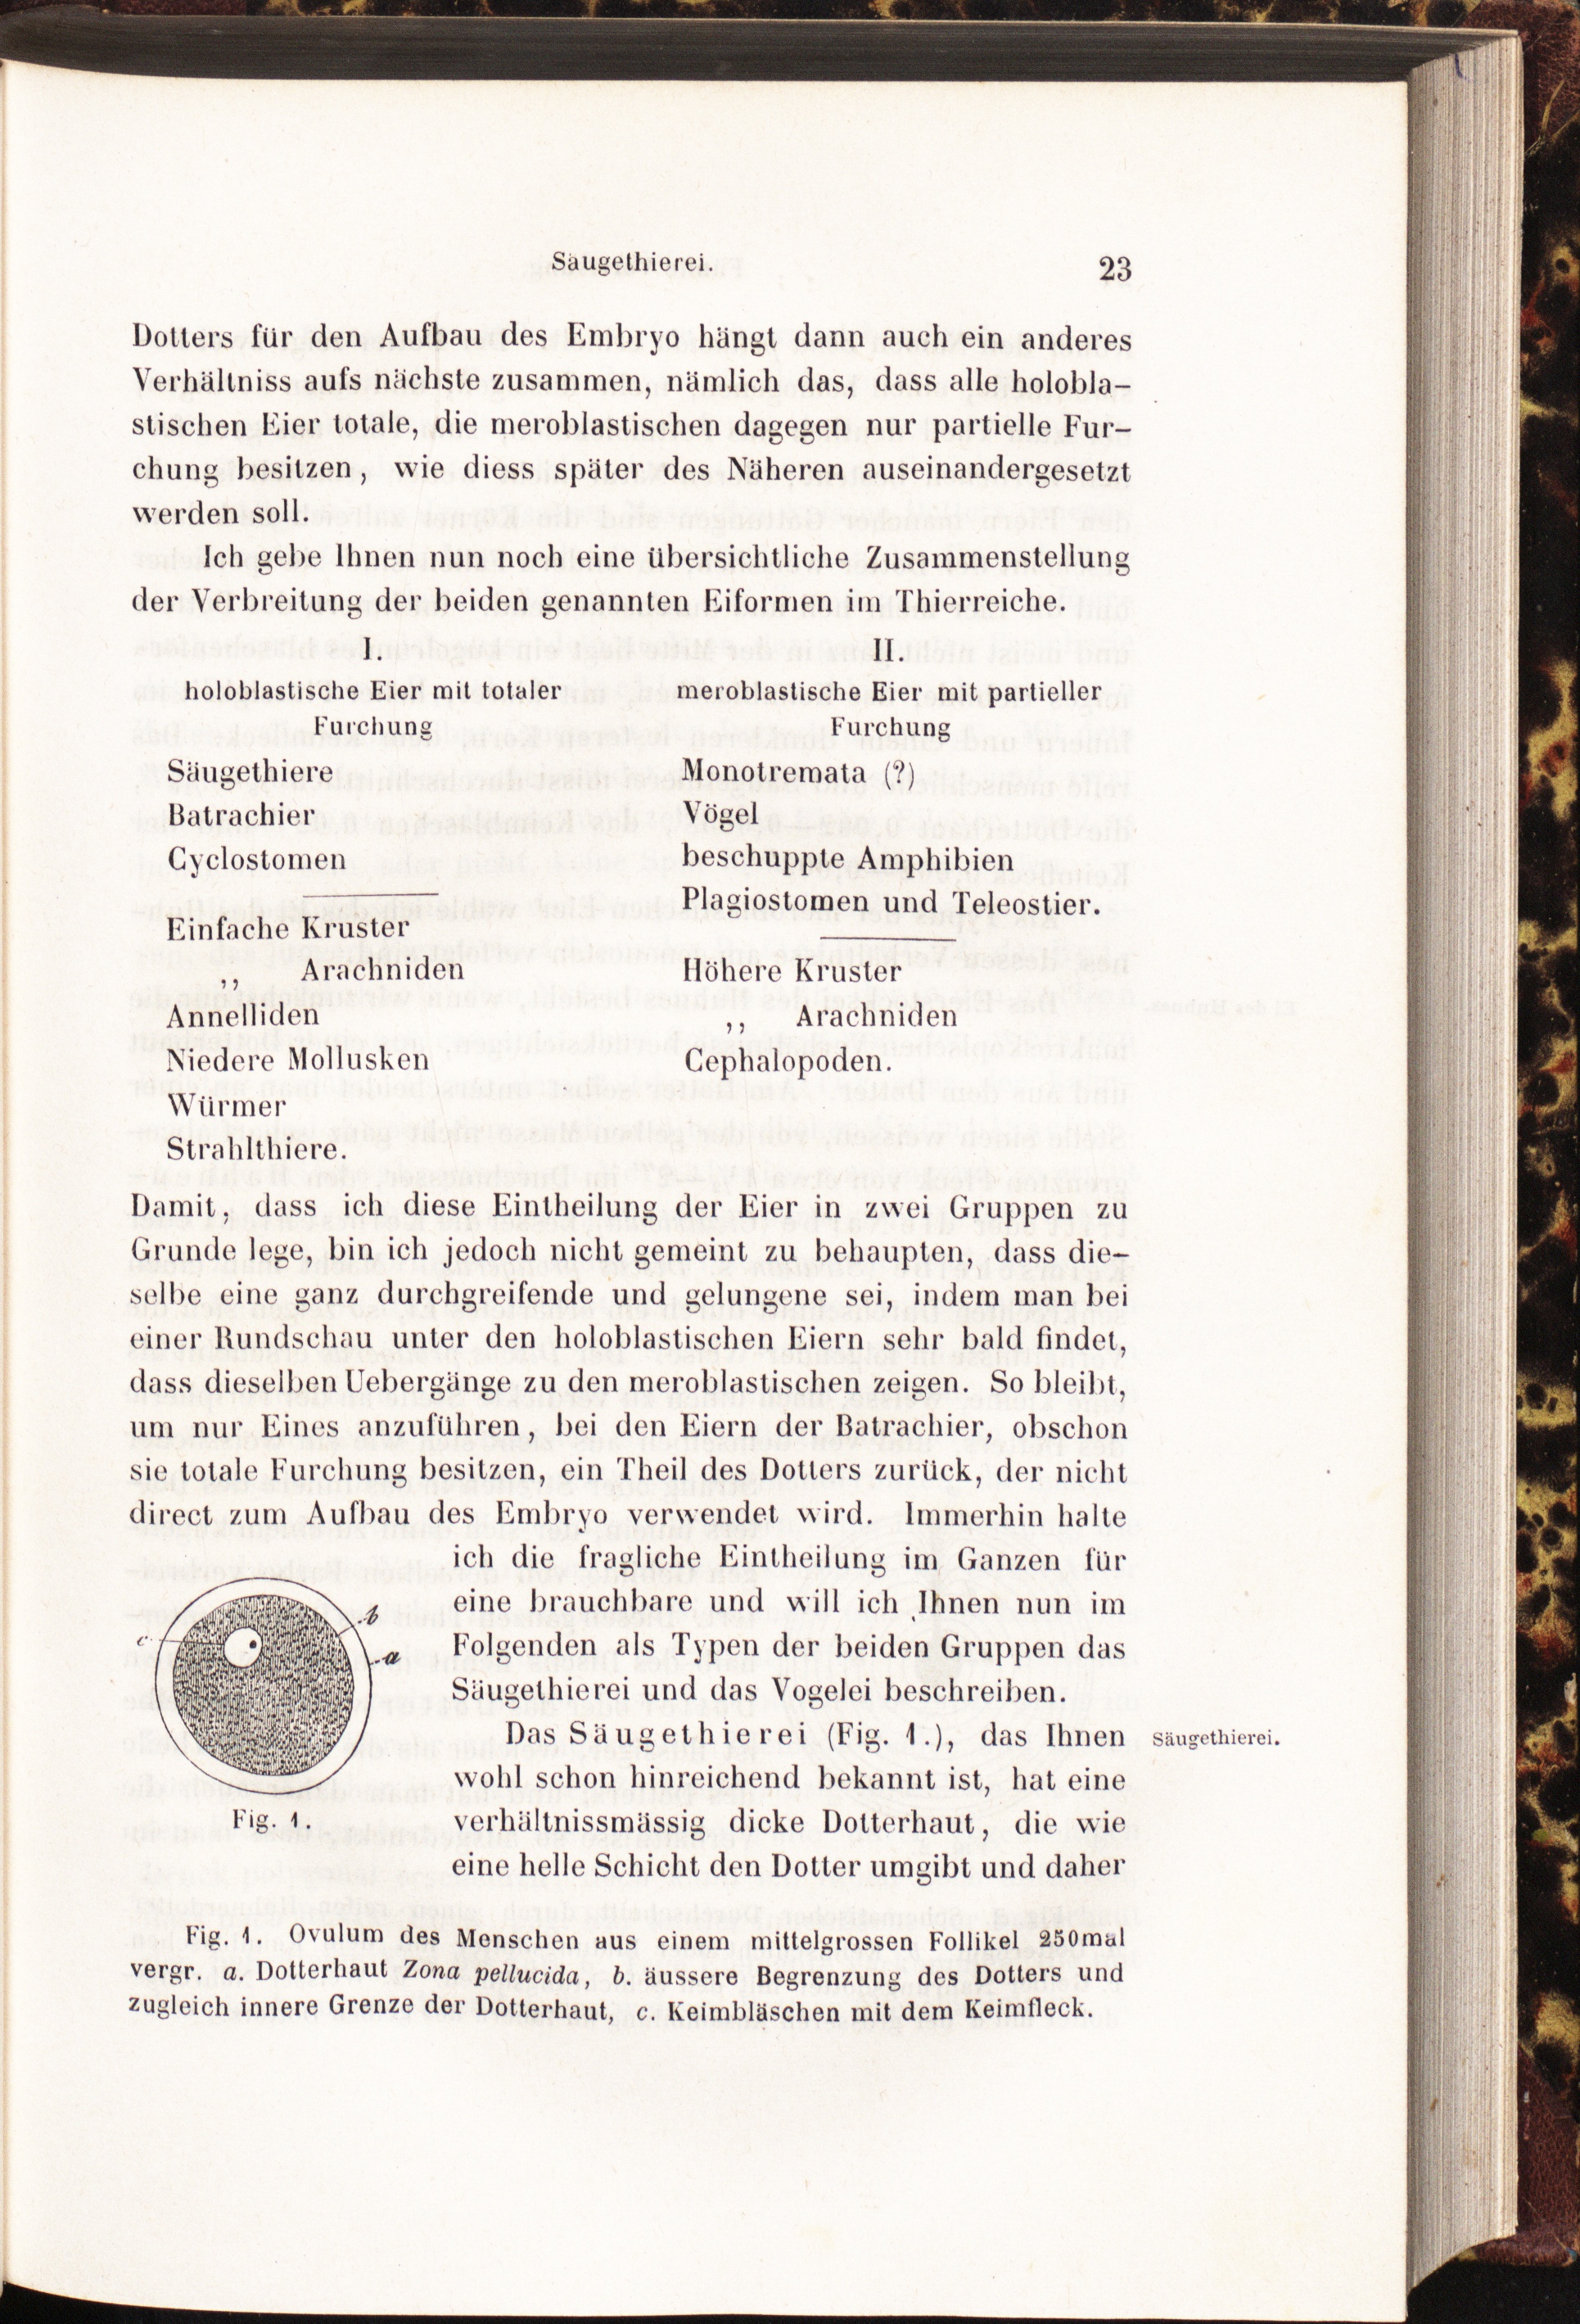 Säugethierei.
23
Dotters für den Aufbau des Embryo hängt dann auch ein anderes
Verhältniss aufs nächste zusammen, nämlich das, dass alle holobla-
stischen Eier totale, die meroblastischen dagegen nur partielle Fur-
chung besitzen, wie diess später des Näheren auseinandergesetzt
werden soll.
Ich gebe Ihnen nun noch eine übersichtliche Zusammenstellung
der Verbreitung der beiden genannten Eiformen im Thierreiche.
I.
holoblastische Eier mit totaler
Furchung
Säugethiere
Batrachier
Cyclostomen
Einfache Kruster
,, Arachniden
Annelliden
Niedere Mollusken
Würmer
Strahlthiere.
II.
meroblastische Eier mit partieller
Furchung
Monotremata (?)
Vögel
beschuppte Amphibien
Plagiostomen und Teleostier.
Höhere Kruster
,, Arachniden
Cephalopoden.
Damit, dass ich diese Eintheilung der Eier in zwei Gruppen zu
Grunde lege, bin ich jedoch nicht gemeint zu behaupten, dass die-
selbe eine ganz durchgreifende und gelungene sei, indem man bei
einer Rundschau unter den holoblastischen Eiern sehr bald findet,
dass dieselben Uebergänge zu den meroblastischen zeigen. So bleibt,
um nur Eines anzuführen, bei den Eiern der Batrachier, obschon
sie totale Furchung besitzen, ein Theil des Dotters zurück, der nicht
direct zum Aufbau des Embryo verwendet wird. Immerhin halte
ich die fragliche Eintheilung im Ganzen für
eine brauchbare und will ich Ihnen nun im
Folgenden als Typen der beiden Gruppen das
Säugethierei und das Vogelei beschreiben.
Das Säugethierei (Fig. 1.), das Ihnen
wohl schon hinreichend bekannt ist, hat eine
verhältnissmässig dicke Dotterhaut, die wie
eine helle Schicht den Dotter umgibt und daher
Säugethierei.
b
c
a
Fig. 1.
Fig. 1. Ovulum des Menschen aus einem mittelgrossen Follikel 250mal
vergr. a. Dotterhaut Zona pellucida, b. äussere Begrenzung des Dotters und
zugleich innere Grenze der Dotterhaut, c. Keimbläschen mit dem Keimfleck.